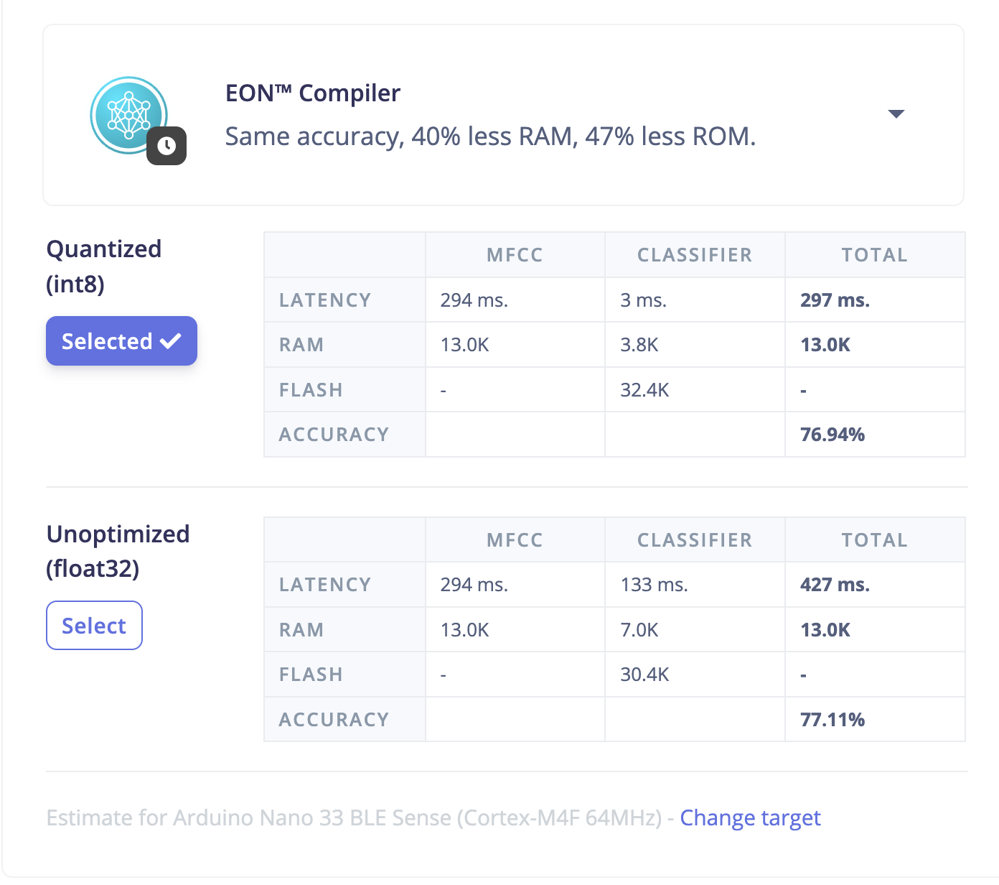 EON™ Compiler
Same accuracy, 40% less RAM, 47% less ROM.
Quantized
(int8)
Selected
MFCC CLASSIFIER TOTAL
LATENCY 294 ms. 3 ms. 297 ms.
RAM 13.0K 3.8K 13.0K
FLASH - 32.4K -
ACCURACY 76.94%
Unoptimized
(float32)
Select
MFCC CLASSIFIER TOTAL
LATENCY 294 ms. 133 ms. 427 ms.
RAM 13.0K 7.0K 13.0K
FLASH - 30.4K -
ACCURACY 77.11%
Estimate for Arduino Nano 33 BLE Sense (Cortex-M4F 64MHz) - Change target